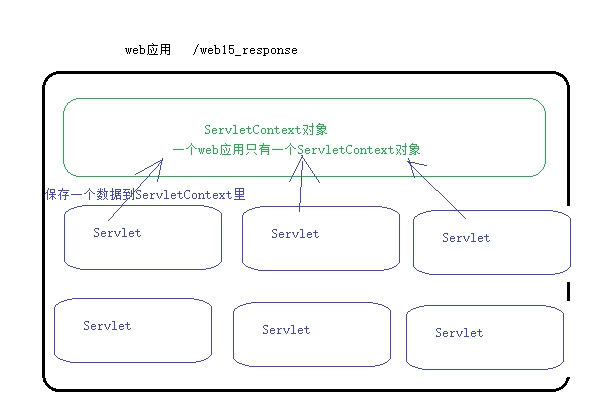 web应用 /web15_response
ServletContext对象
一个web应用只有一个ServletContext对象
保存一个数据到ServletContext里
Servlet
Servlet
Servlet
Servlet
Servlet
Servlet